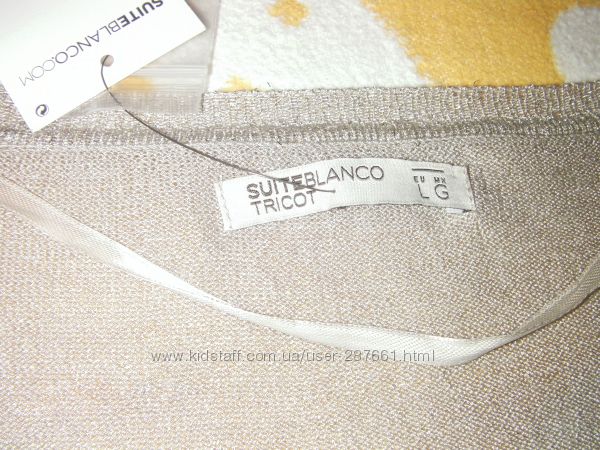 SUITEBLANCO.COM
SUITEBLANCO
TRICOT
EU MX
L G
www.kidstaff.com.ua/user-287661.html